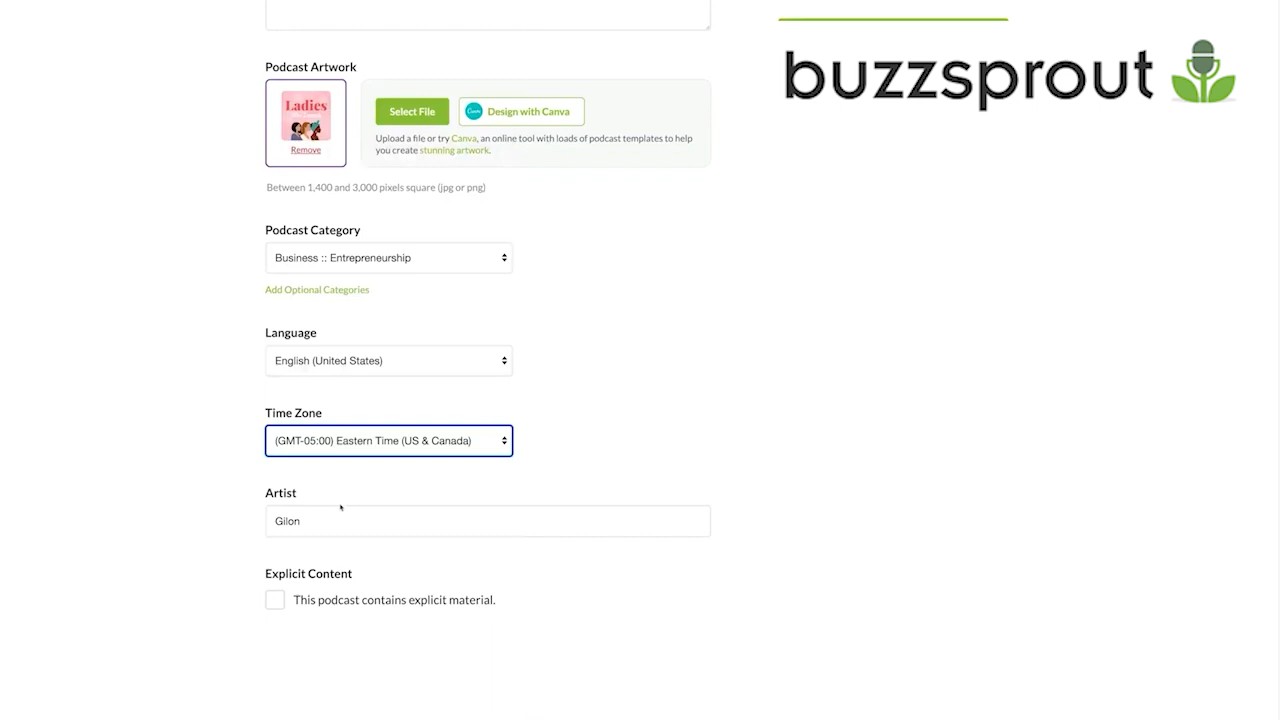 buzzsprout
Podcast Artwork
Ladies
Remove
Select File
Design with Canva
Upload a file or try Canva, an online tool with loads of podcast templates to help
you create stunning artwork.
Between 1,400 and 3,000 pixels square (jpg or png)
Podcast Category
Business :: Entrepreneurship
Add Optional Categories
Language
English (United States)
Time Zone
(GMT-05:00) Eastern Time (US & Canada)
Artist
Gilon
Explicit Content
This podcast contains explicit material.